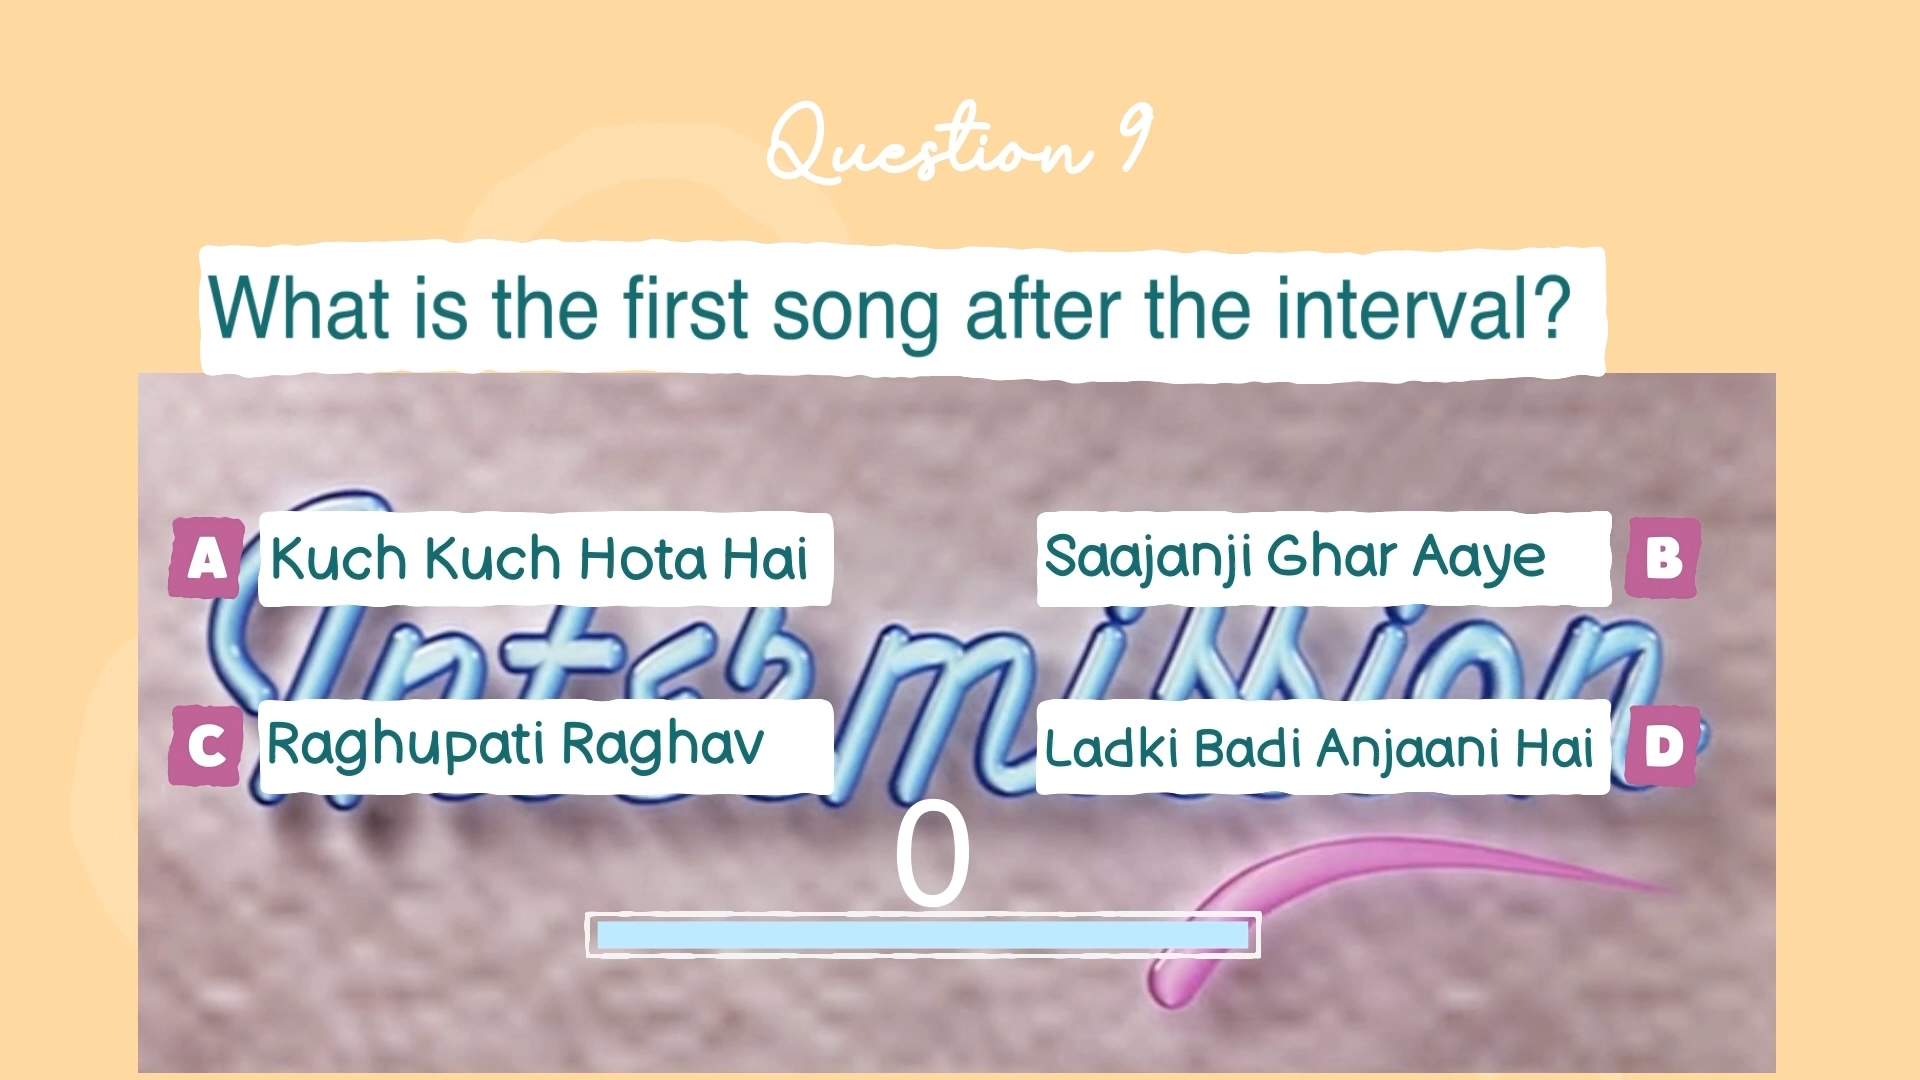 Question 9
What is the first song after the interval?
A Kuch Kuch Hota Hai
Saajanji Ghar Aaye B
Intermission
C Raghupati Raghav
Ladki Badi Anjaani Hai D
0